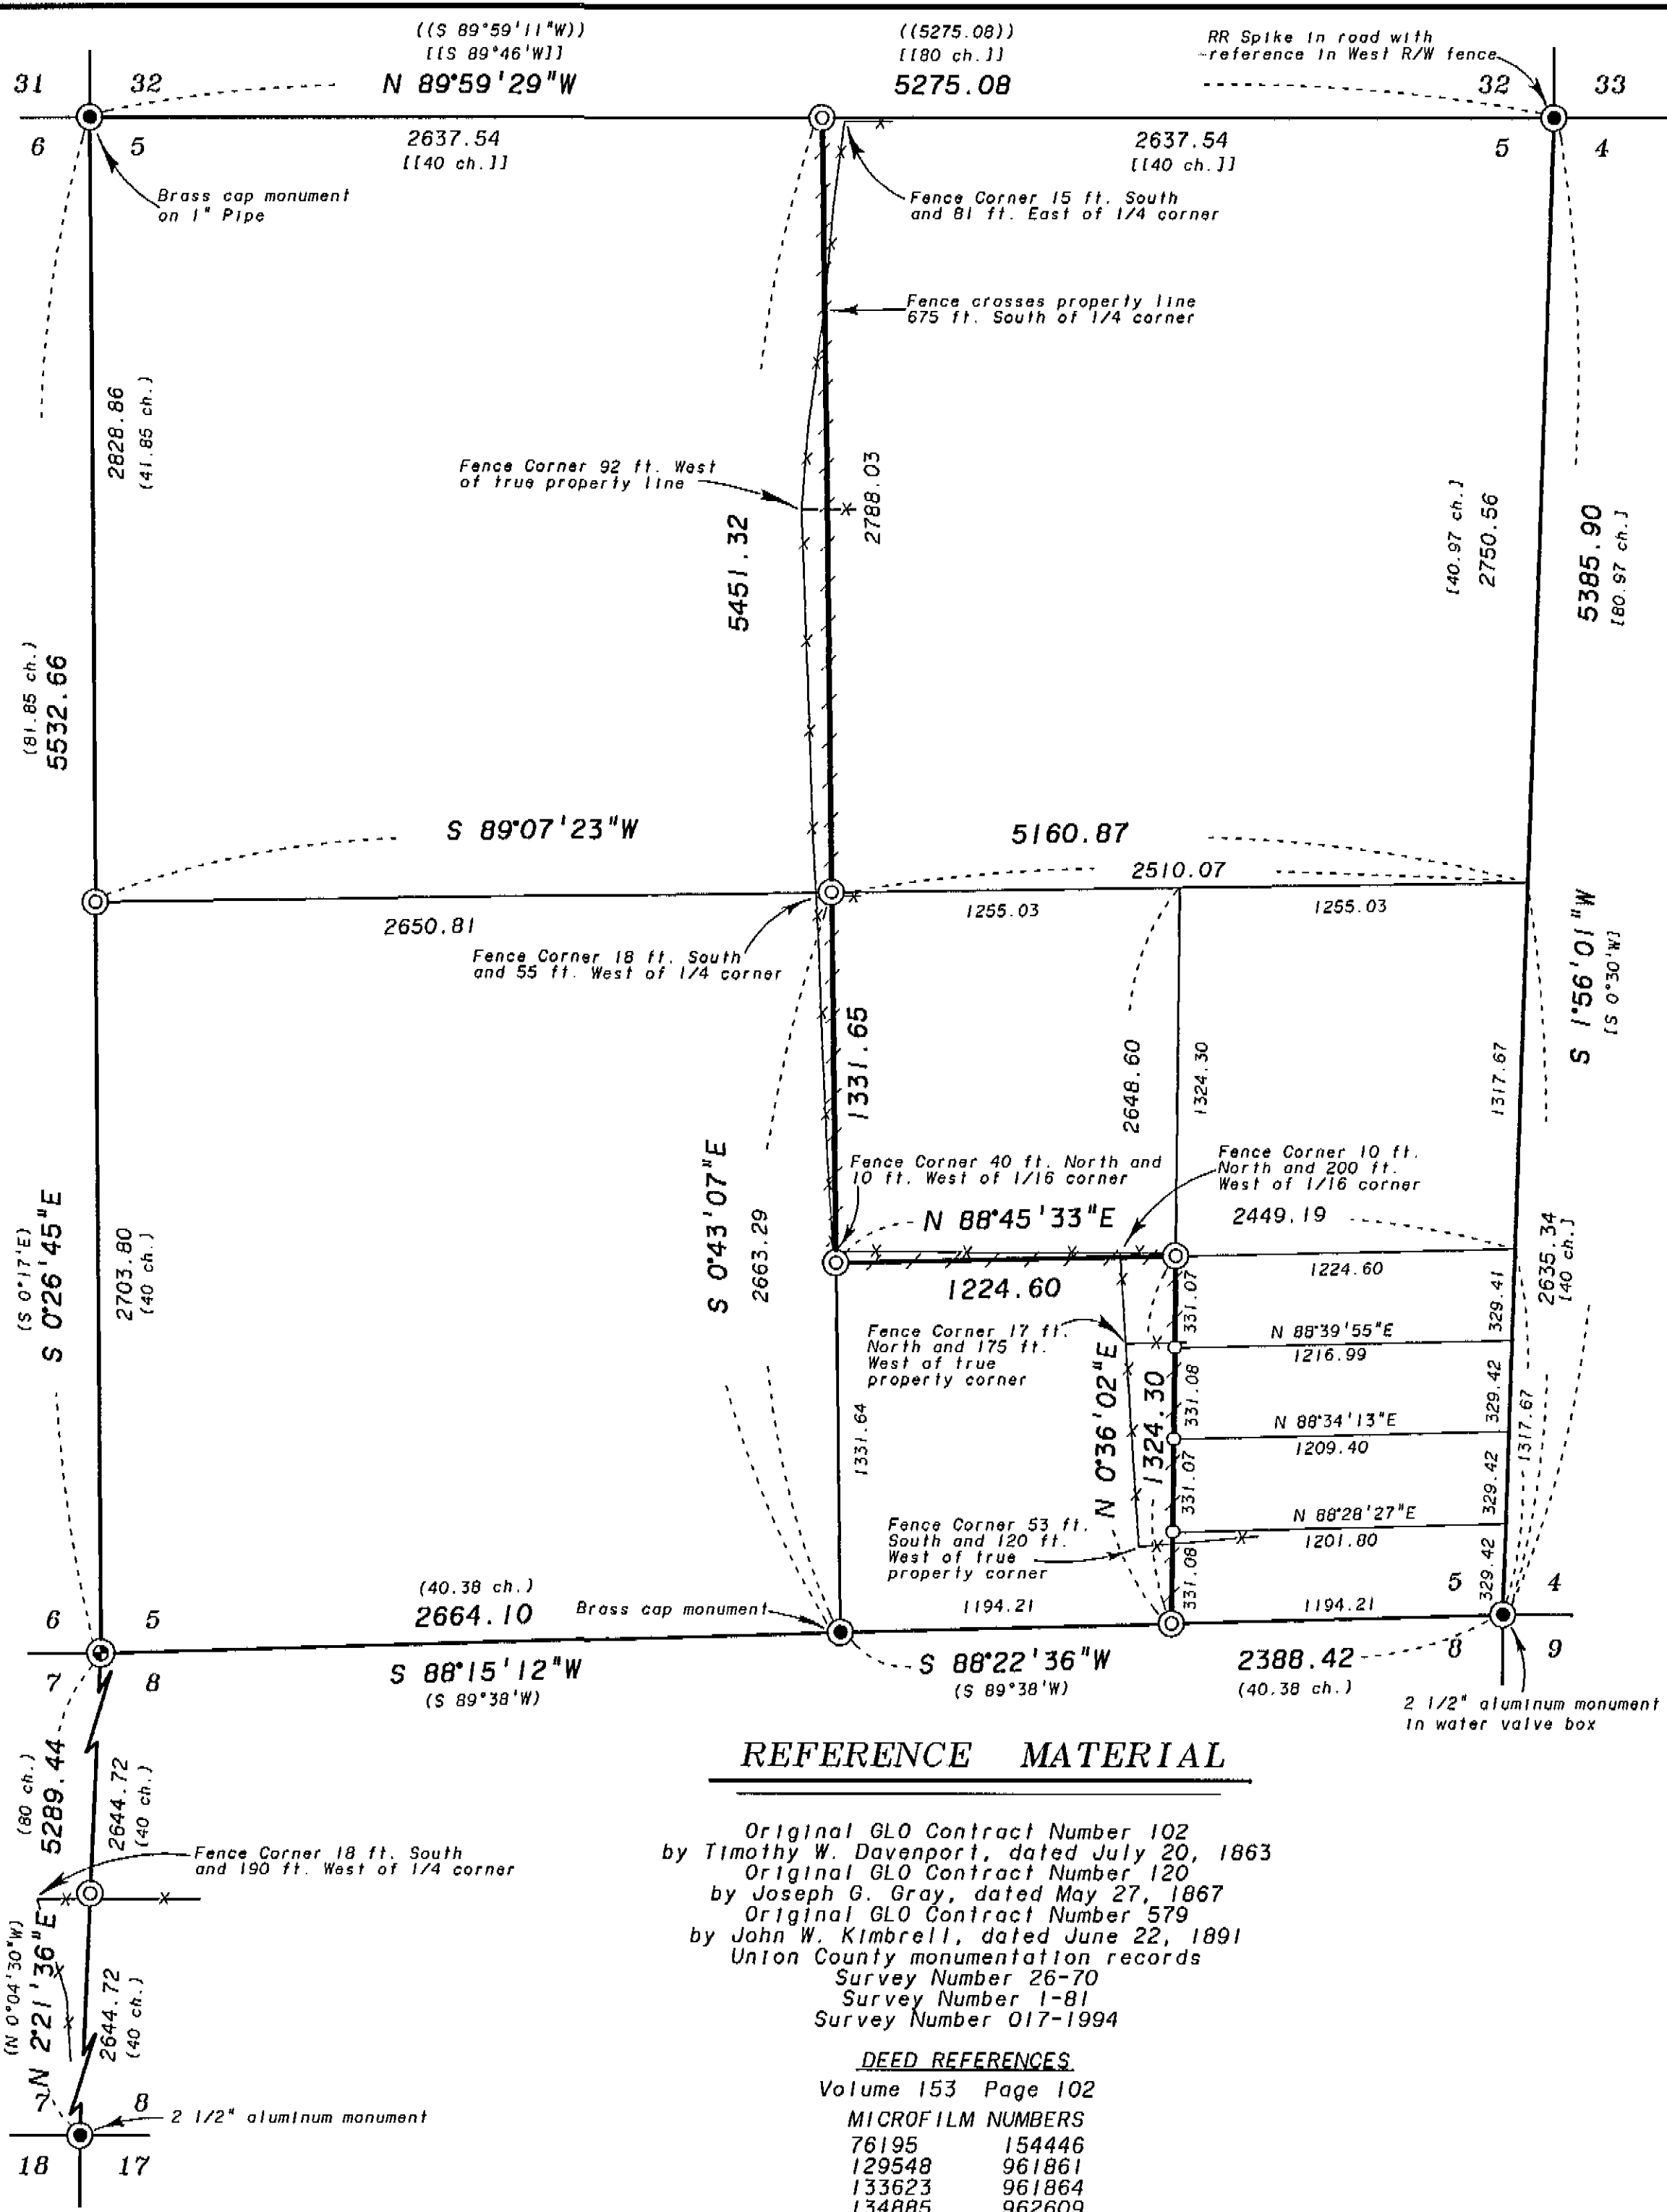 ((S 89°59'11"W))
[[S 89°46'W]]
N 89°59'29"W
((5275.08))
[[80 ch.]]
5275.08
RR Spike in road with
reference in West R/W fence
31
32
32
33
6
5
5
4
2637.54
[[40 ch.]]
2637.54
[[40 ch.]]
Brass cap monument
on 1" Pipe
Fence Corner 15 ft. South
and 81 ft. East of 1/4 corner
Fence crosses property line
675 ft. South of 1/4 corner
2828.86
(41.85 ch.)
Fence Corner 92 ft. West
of true property line
5451.32
2788.03
[40.97 ch.]
2750.56
5385.90
[80.97 ch.]
(81.85 ch.)
5532.66
S 89°07'23"W
5160.87
2510.07
2650.81
1255.03
1255.03
Fence Corner 18 ft. South
and 55 ft. West of 1/4 corner
S 1°56'01"W
[S 0°30'W]
1331.65
2648.60
1324.30
1317.67
(S 0°17'E)
S 0°26'45"E
2703.80
(40 ch.)
S 0°43'07"E
2663.29
Fence Corner 40 ft. North and
10 ft. West of 1/16 corner
Fence Corner 10 ft.
North and 200 ft.
West of 1/16 corner
N 88°45'33"E
2449.19
2635.34
[40 ch.]
1224.60
1224.60
331.07
329.41
Fence Corner 17 ft.
North and 175 ft.
West of true
property corner
N 88°39'55"E
1216.99
N 0°36'02"E
1324.30
331.08
329.42
1317.67
1331.64
N 88°34'13"E
1209.40
331.07
329.42
Fence Corner 53 ft.
South and 120 ft.
West of true
property corner
N 88°28'27"E
1201.80
331.08
329.42
(40.38 ch.)
2664.10
Brass cap monument
1194.21
1194.21
6
5
5
4
7
8
8
9
S 88°15'12"W
(S 89°38'W)
S 88°22'36"W
(S 89°38'W)
2388.42
(40.38 ch.)
2 1/2" aluminum monument
in water valve box
(80 ch.)
5289.44
2644.72
(40 ch.)
Fence Corner 18 ft. South
and 190 ft. West of 1/4 corner
(N 0°04'30"W)
N 2°21'36"E
2644.72
(40 ch.)
7
8
2 1/2" aluminum monument
18
17
REFERENCE MATERIAL
Original GLO Contract Number 102
by Timothy W. Davenport, dated July 20, 1863
Original GLO Contract Number 120
by Joseph G. Gray, dated May 27, 1867
Original GLO Contract Number 579
by John W. Kimbrell, dated June 22, 1891
Union County monumentation records
Survey Number 26-70
Survey Number 1-81
Survey Number 017-1994
DEED REFERENCES
Volume 153 Page 102
MICROFILM NUMBERS
76195 154446
129548 961861
133623 961864
134885 962609